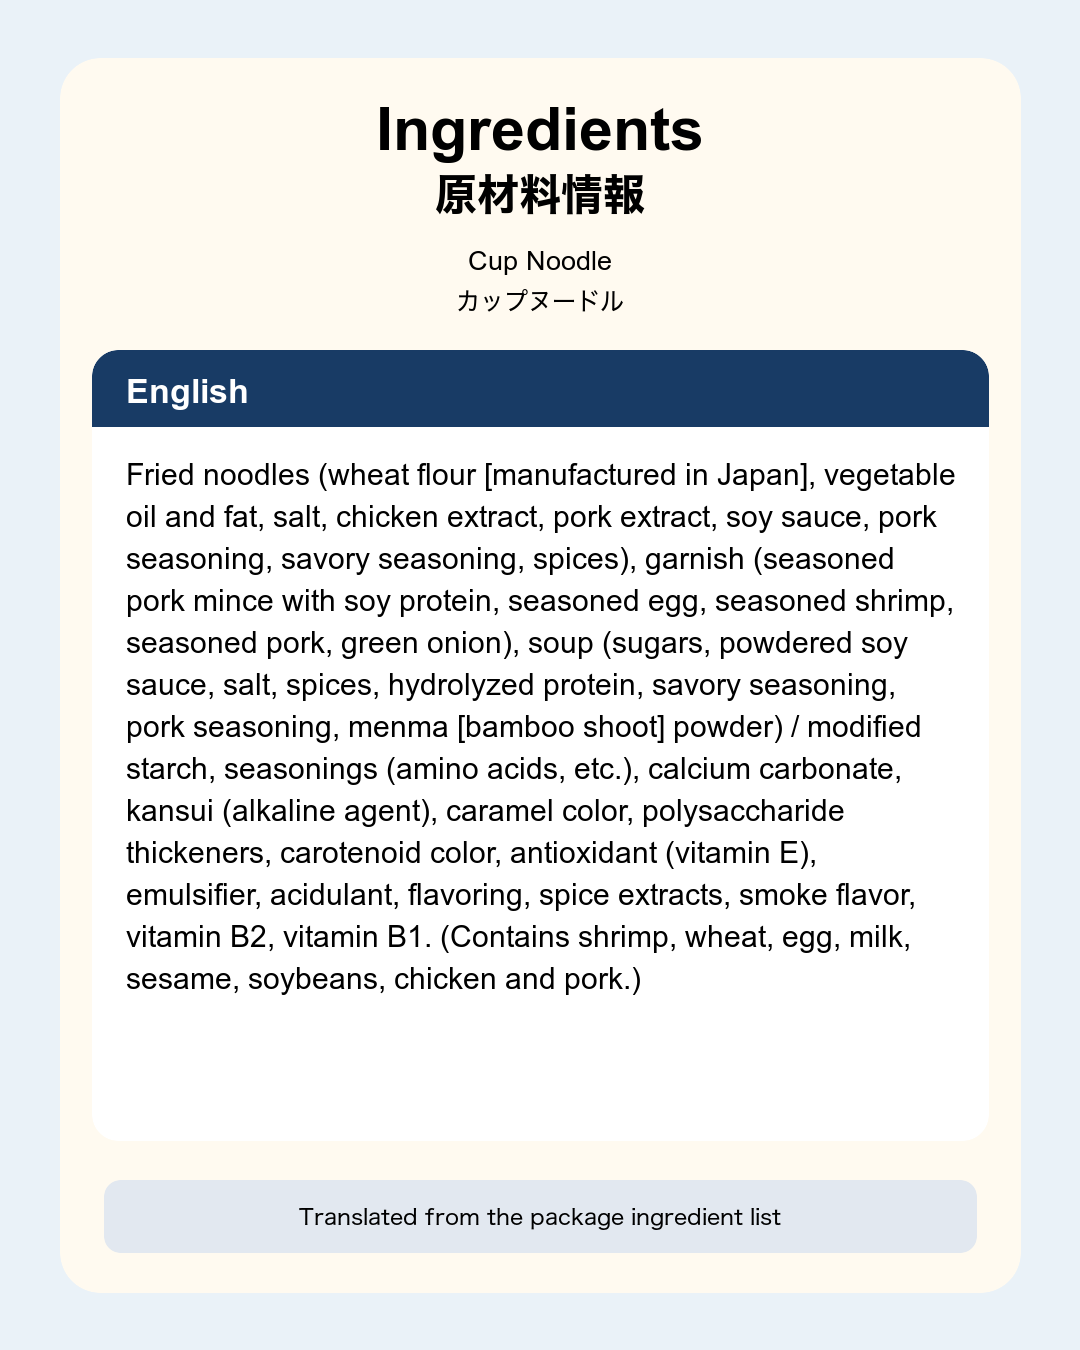 Ingredients
原材料情報
Cup Noodle
カップヌードル
English
Fried noodles (wheat flour [manufactured in Japan], vegetable
oil and fat, salt, chicken extract, pork extract, soy sauce, pork
seasoning, savory seasoning, spices), garnish (seasoned
pork mince with soy protein, seasoned egg, seasoned shrimp,
seasoned pork, green onion), soup (sugars, powdered soy
sauce, salt, spices, hydrolyzed protein, savory seasoning,
pork seasoning, menma [bamboo shoot] powder) / modified
starch, seasonings (amino acids, etc.), calcium carbonate,
kansui (alkaline agent), caramel color, polysaccharide
thickeners, carotenoid color, antioxidant (vitamin E),
emulsifier, acidulant, flavoring, spice extracts, smoke flavor,
vitamin B2, vitamin B1. (Contains shrimp, wheat, egg, milk,
sesame, soybeans, chicken and pork.)
Translated from the package ingredient list